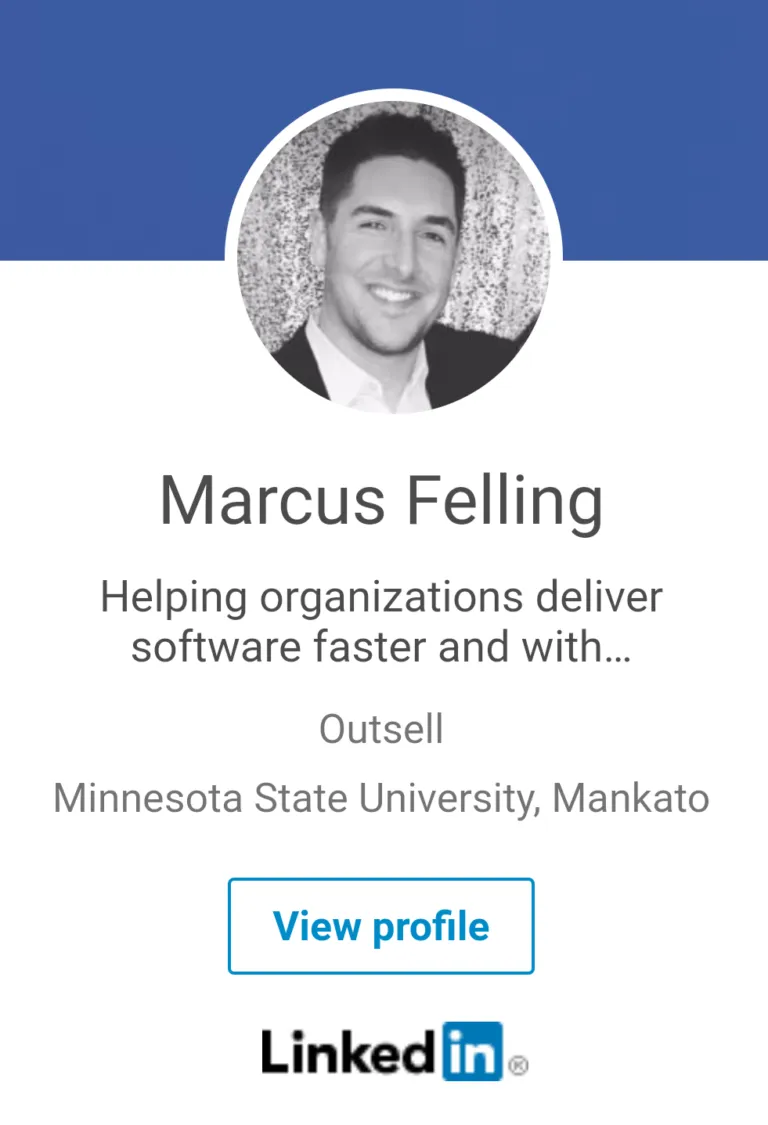 Marcus Felling
Helping organizations deliver
software faster and with...
Outsell
Minnesota State University, Mankato
View profile
Linkedin®